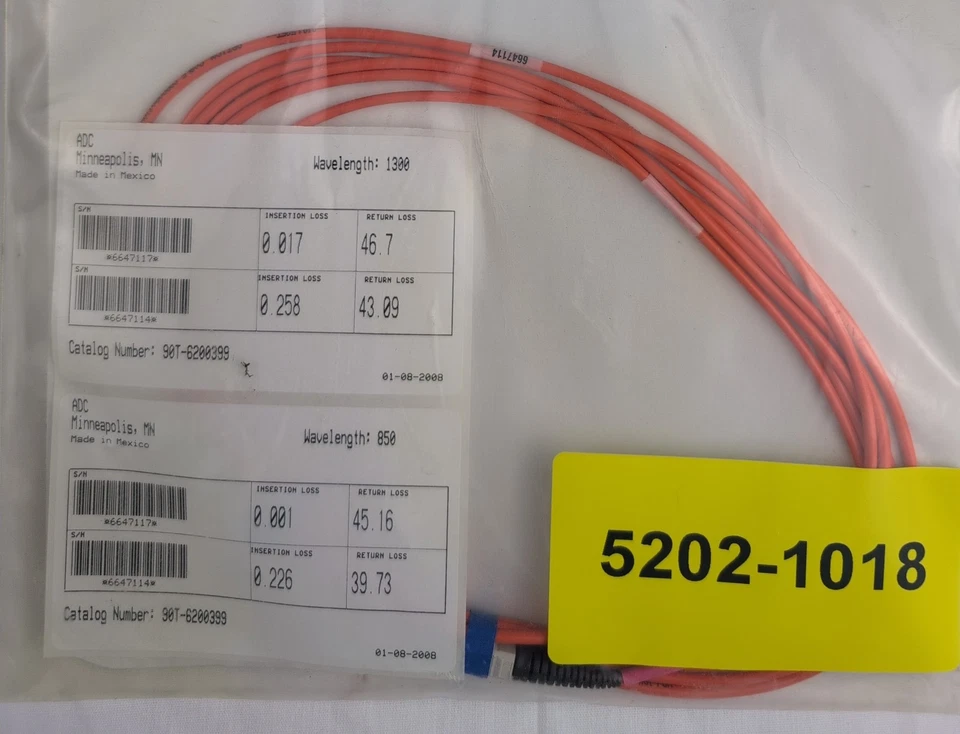 6647114
ADC
Minneapolis, MN
Made in Mexico
Wavelength: 1300
S/N
*6647117*
INSERTION LOSS
0.017
RETURN LOSS
46.7
S/N
*6647114*
INSERTION LOSS
0.258
RETURN LOSS
43.09
Catalog Number: 90T-6200399
01-08-2008
ADC
Minneapolis, MN
Made in Mexico
Wavelength: 850
S/N
*6647117*
INSERTION LOSS
0.001
RETURN LOSS
45.16
S/N
*6647114*
INSERTION LOSS
0.226
RETURN LOSS
39.73
Catalog Number: 90T-6200399
01-08-2008
5202-1018